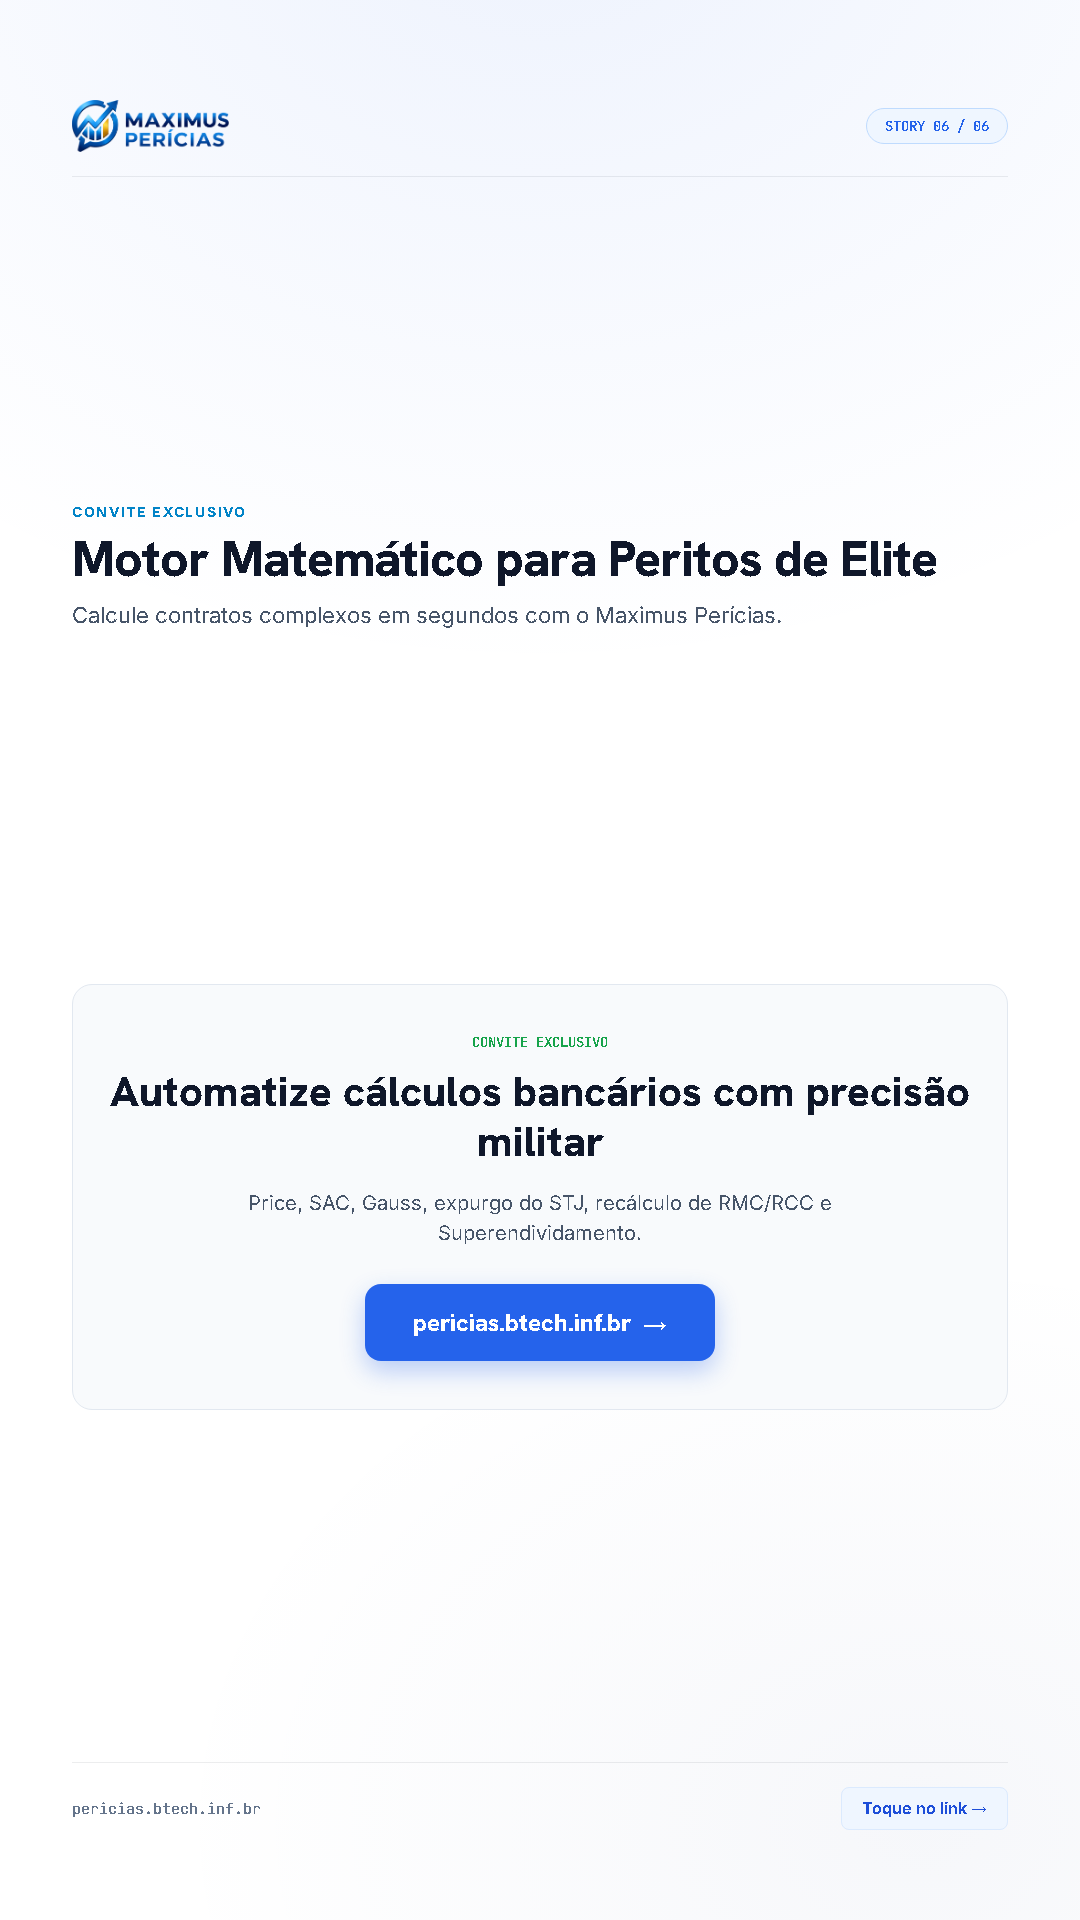 MAXIMUS
PERÍCIAS
STORY 06 / 06
CONVITE EXCLUSIVO
Motor Matemático para Peritos de Elite
Calcule contratos complexos em segundos com o Maximus Perícias.
CONVITE EXCLUSIVO
Automatize cálculos bancários com precisão
militar
Price, SAC, Gauss, expurgo do STJ, recálculo de RMC/RCC e
Superendividamento.
pericias.btech.inf.br →
pericias.btech.inf.br
Toque no link →